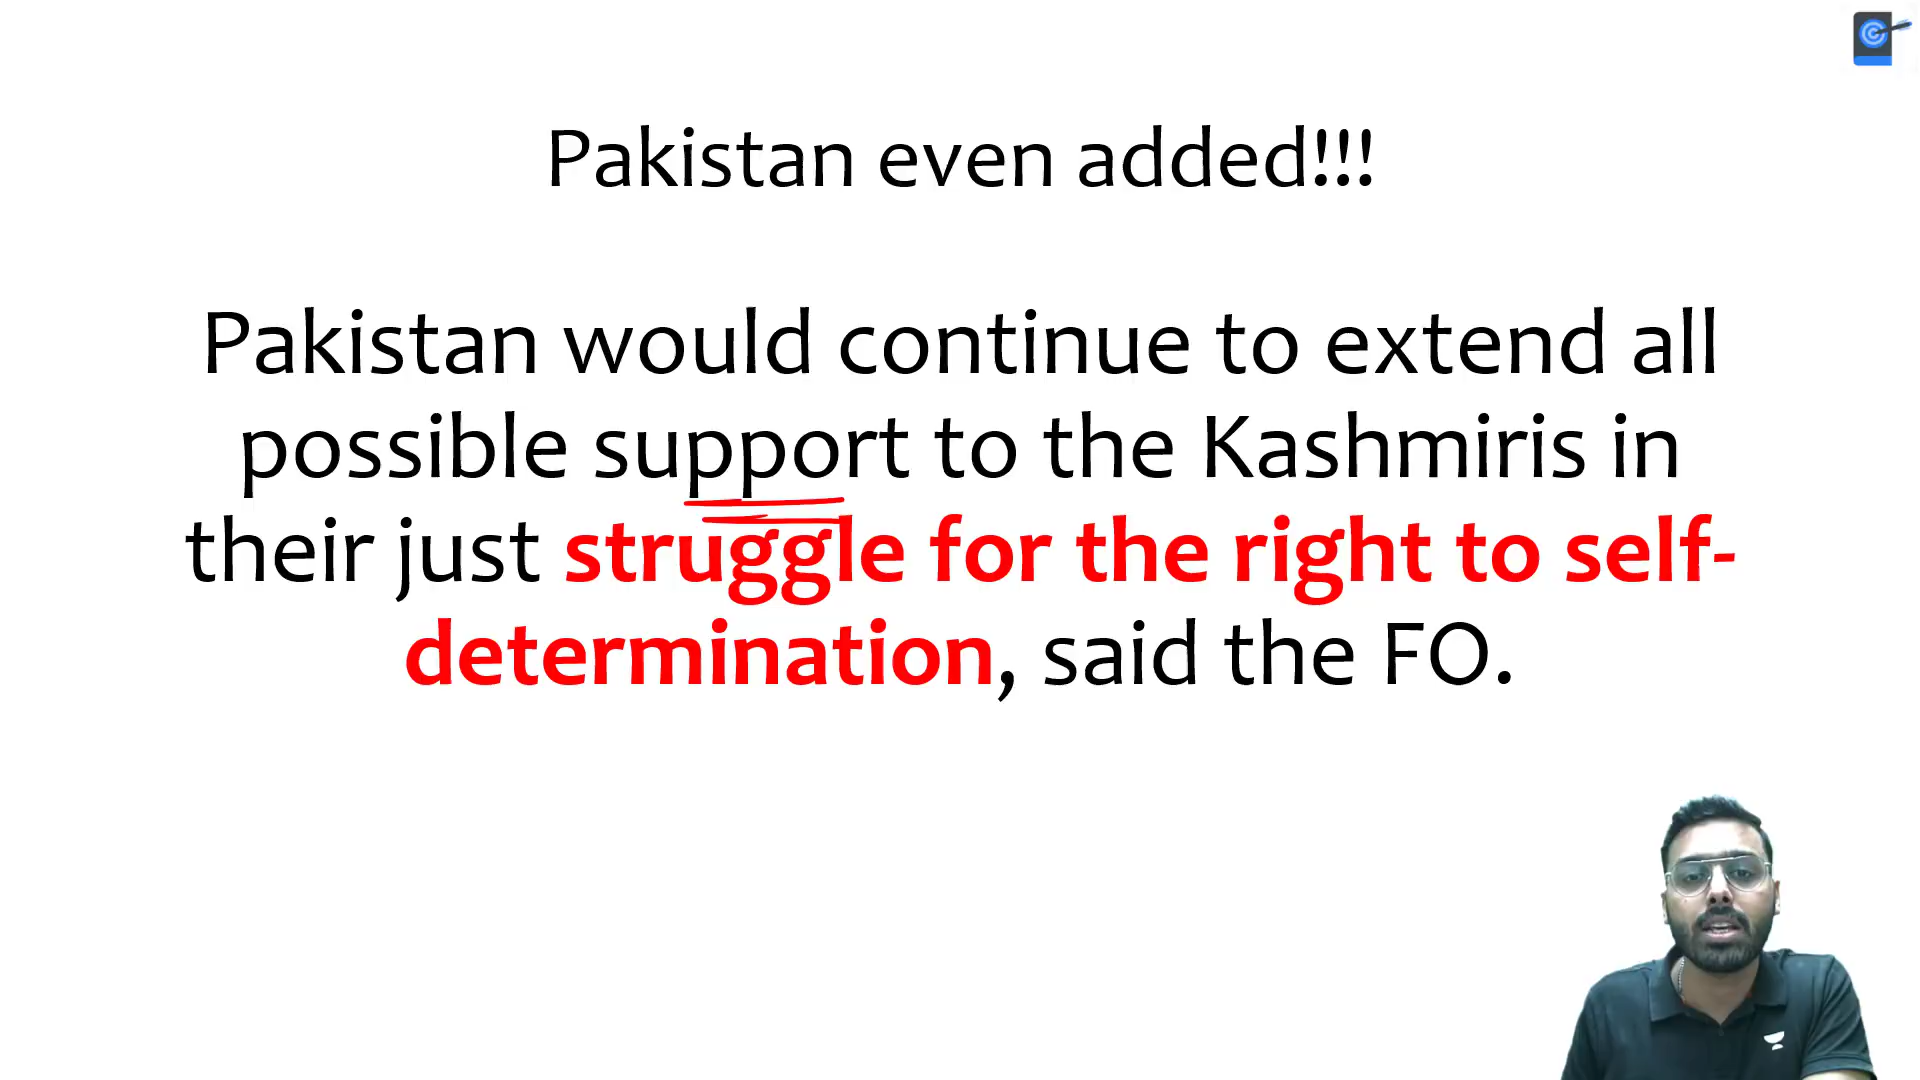 Pakistan even added!!!
Pakistan would continue to extend all
possible support to the Kashmiris in
their just struggle for the right to self-
determination, said the FO.